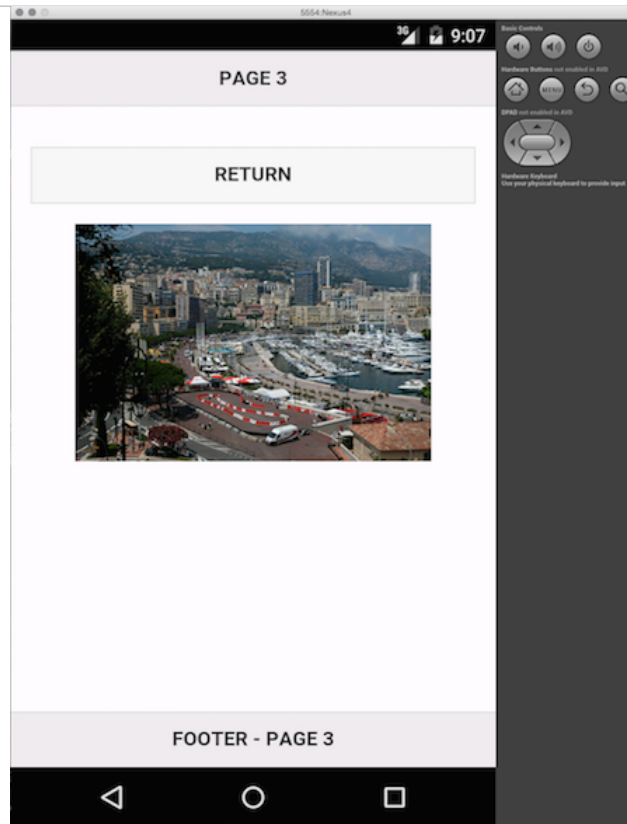 5554:Nexus4
3G 9:07
Basic Controls
Hardware Buttons not enabled in AVD
MENU
DPAD not enabled in AVD
Hardware Keyboard
Use your physical keyboard to provide input
PAGE 3
RETURN
FOOTER - PAGE 3